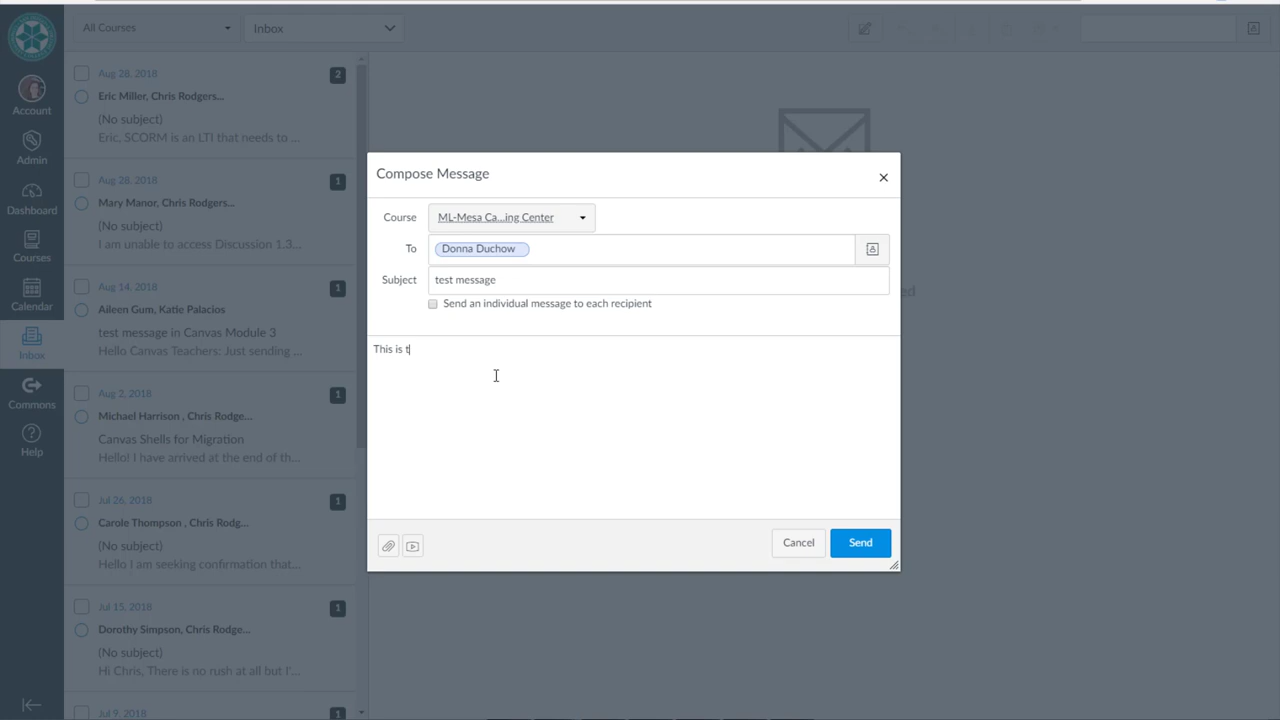 All Courses
Inbox
Account
Admin
Dashboard
Courses
Calendar
Inbox
Commons
Help
Aug 28, 2018
2
Eric Miller, Chris Rodgers...
(No subject)
Eric, SCORM is an LTI that needs to ...
Aug 28, 2018
1
Mary Manor, Chris Rodgers...
(No subject)
I am unable to access Discussion 1.3...
Aug 14, 2018
1
Aileen Gum, Katie Palacios
test message in Canvas Module 3
Hello Canvas Teachers: Just sending ...
Aug 2, 2018
1
Michael Harrison , Chris Rodge...
Canvas Shells for Migration
Hello! I have arrived at the end of th...
Jul 26, 2018
1
Carole Thompson , Chris Rodg...
(No subject)
Hello I am seeking confirmation that...
Jul 15, 2018
1
Dorothy Simpson, Chris Rodge...
(No subject)
Hi Chris, There is no rush at all but I'...
Jul 9, 2018
1
Compose Message
Course
ML-Mesa Ca...ing Center
To
Donna Duchow
Subject
test message
Send an individual message to each recipient
This is t
Cancel
Send